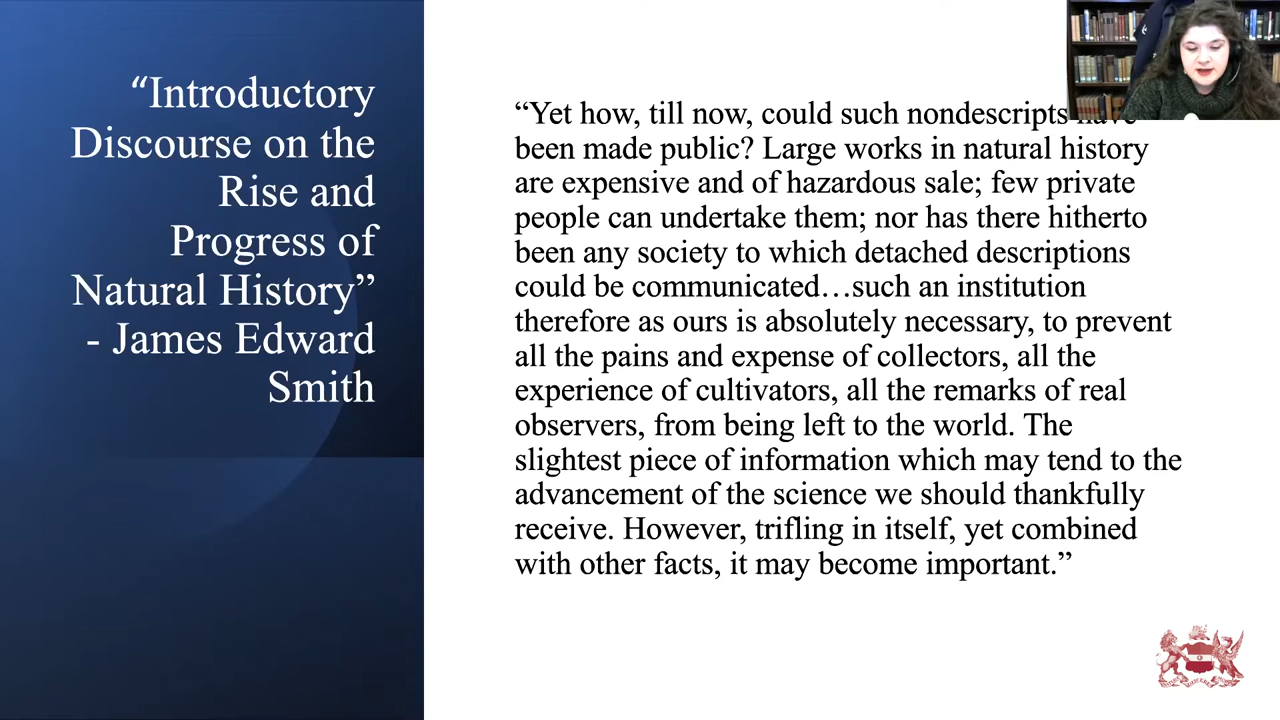 “Introductory
Discourse on the
Rise and
Progress of
Natural History”
- James Edward
Smith
“Yet how, till now, could such nondescripts have
been made public? Large works in natural history
are expensive and of hazardous sale; few private
people can undertake them; nor has there hitherto
been any society to which detached descriptions
could be communicated…such an institution
therefore as ours is absolutely necessary, to prevent
all the pains and expense of collectors, all the
experience of cultivators, all the remarks of real
observers, from being left to the world. The
slightest piece of information which may tend to the
advancement of the science we should thankfully
receive. However, trifling in itself, yet combined
with other facts, it may become important.”